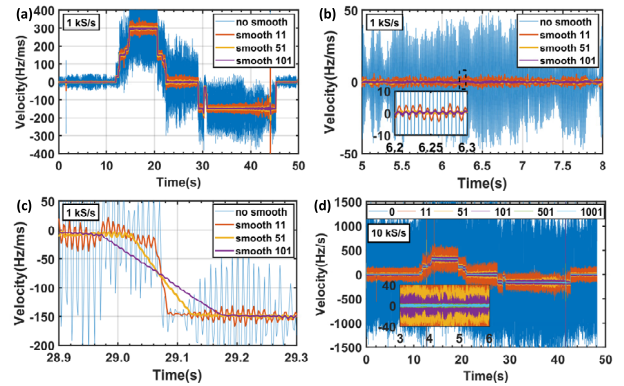 (a)
1 kS/s
no smooth
smooth 11
smooth 51
smooth 101
Velocity(Hz/ms)
400
300
200
100
0
-100
-200
-300
-400
0 10 20 30 40 50
Time(s)
(b)
1 kS/s
no smooth
smooth 11
smooth 51
smooth 101
Velocity(Hz/ms)
50
0
-50
10
0
-10
6.2 6.25 6.3
5 5.5 6 6.5 7 7.5 8
Time(s)
(c)
1 kS/s
no smooth
smooth 11
smooth 51
smooth 101
Velocity(Hz/ms)
50
0
-50
-100
-150
-200
28.9 29.0 29.1 29.2 29.3
Time(s)
(d)
0 11 51 101 501 1001
10 kS/s
Velocity(Hz/s)
1500
1000
500
0
-500
-1000
-1500
40
0
-40
3 4 5 6
0 10 20 30 40 50
Time(s)